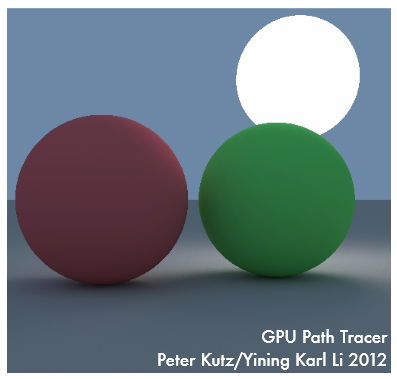 GPU Path Tracer
Peter Kutz/Yining Karl Li 2012